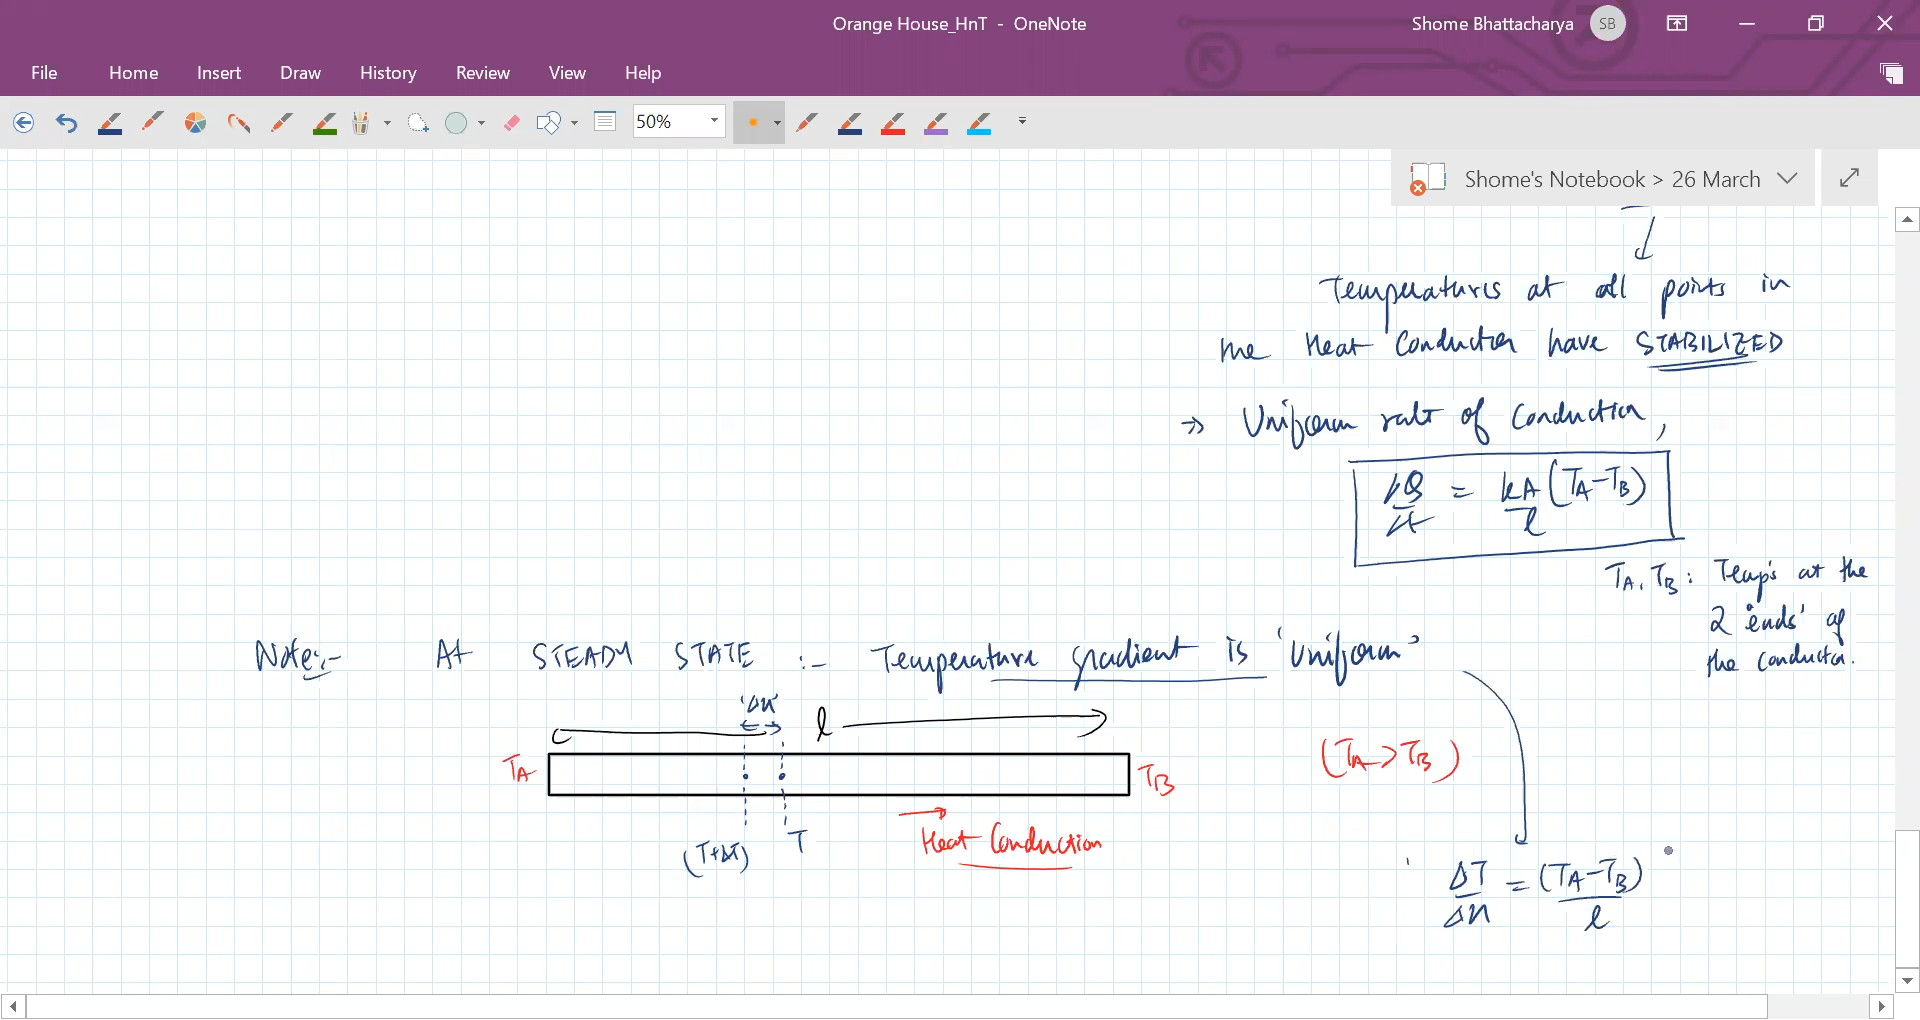 Orange House_HnT - OneNote
Shome Bhattacharya SB
File Home Insert Draw History Review View Help
50%
Shome's Notebook > 26 March
Temperatures at all points in
the Heat Conductor have STABILIZED
→ Uniform rate of Conduction,
ΔQ/Δt = kA/l (TA-TB)
TA, TB: Temp's at the
2 'ends' of
the conductor.
Note:- At STEADY STATE :- Temperature gradient is 'Uniform'
'Δx'
l
TA
TB
(TA>TB)
(T+ΔT)
T
Heat Conduction
ΔT/Δx = (TA-TB)/l